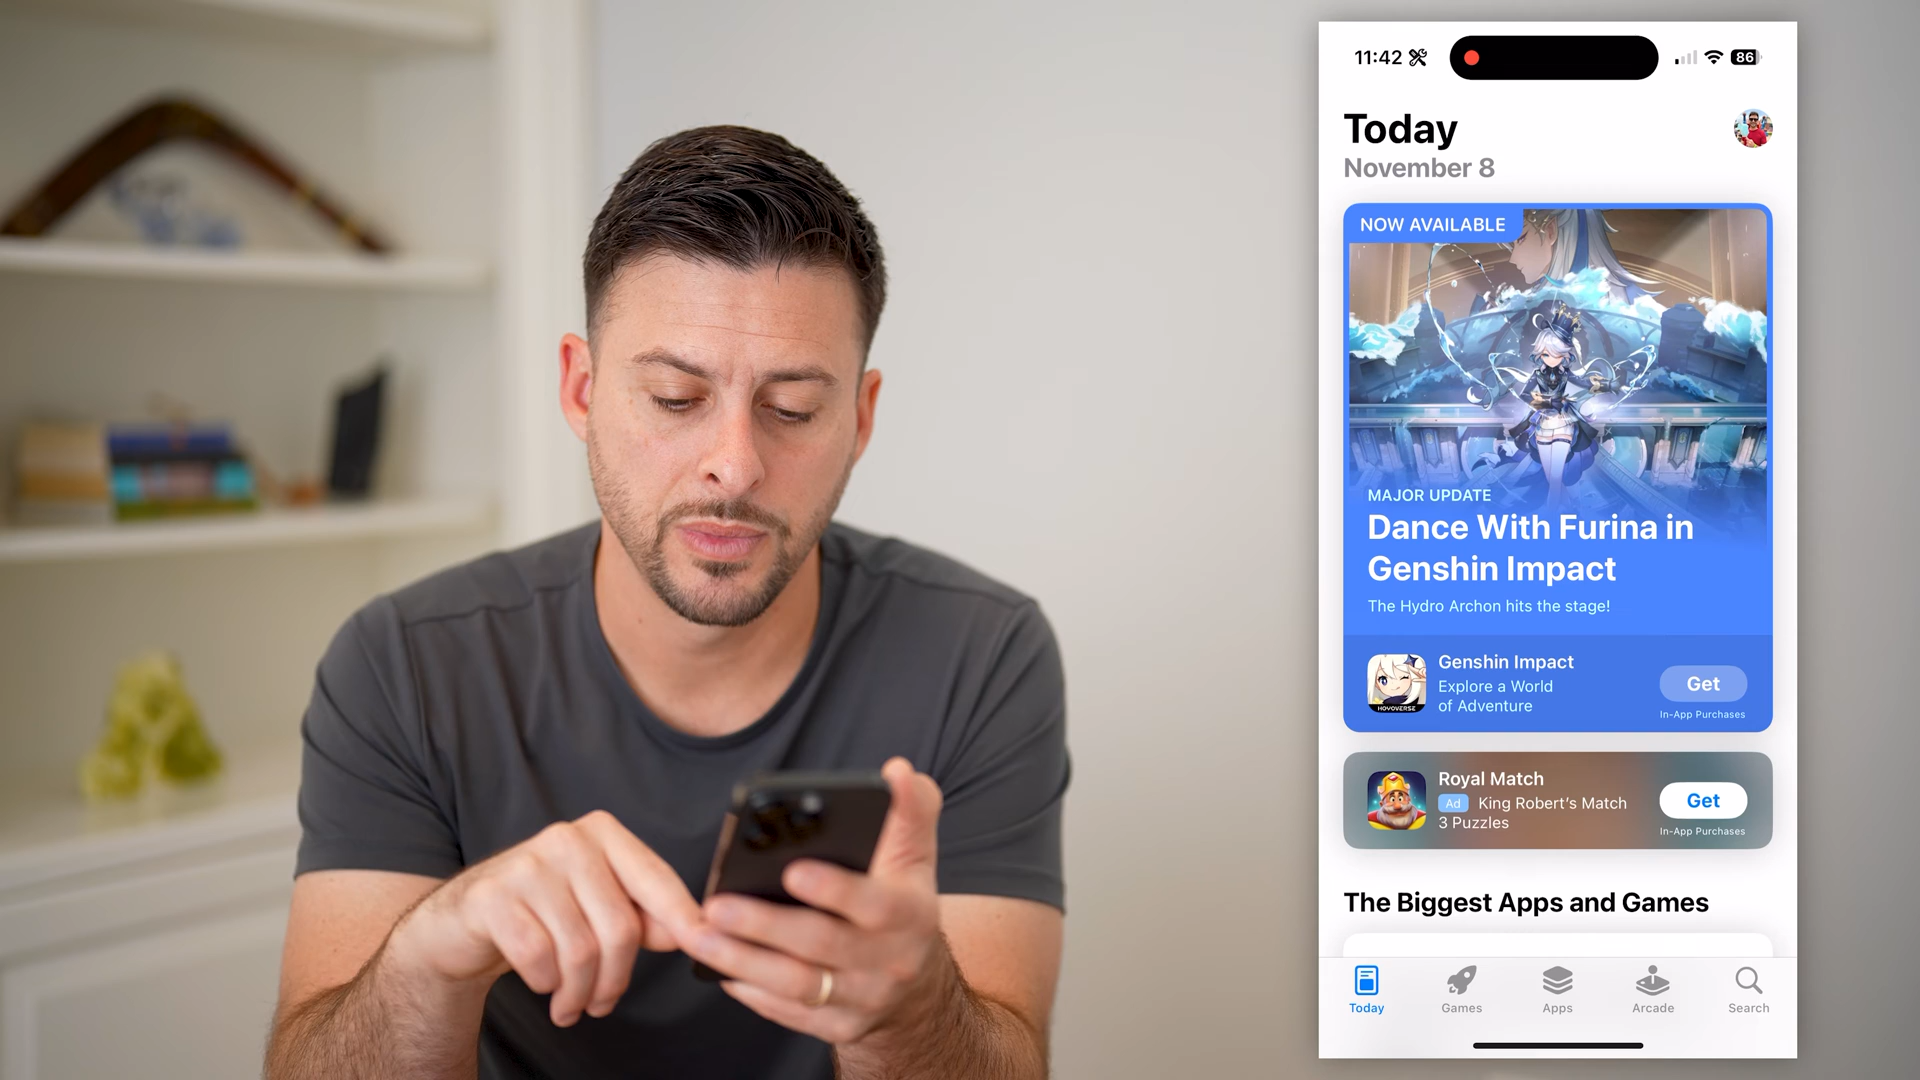 11:42
86
Today
November 8
NOW AVAILABLE
MAJOR UPDATE
Dance With Furina in
Genshin Impact
The Hydro Archon hits the stage!
Genshin Impact
Explore a World
of Adventure
Get
In-App Purchases
HOYOVERSE
Royal Match
Ad King Robert's Match
3 Puzzles
Get
In-App Purchases
The Biggest Apps and Games
Today
Games
Apps
Arcade
Search